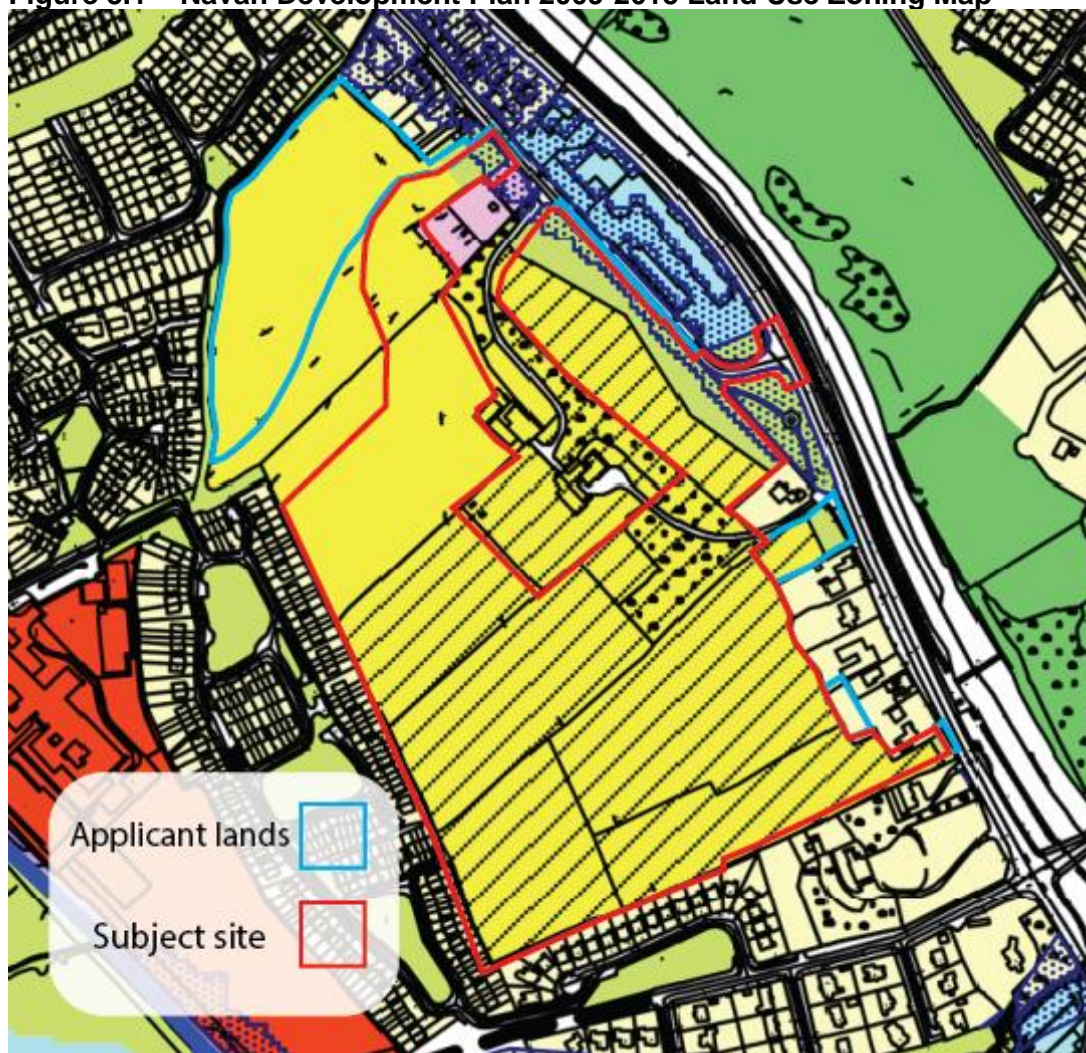 Figure – Navan Development Plan Land Use Zoning Map
Applicant lands
Subject site